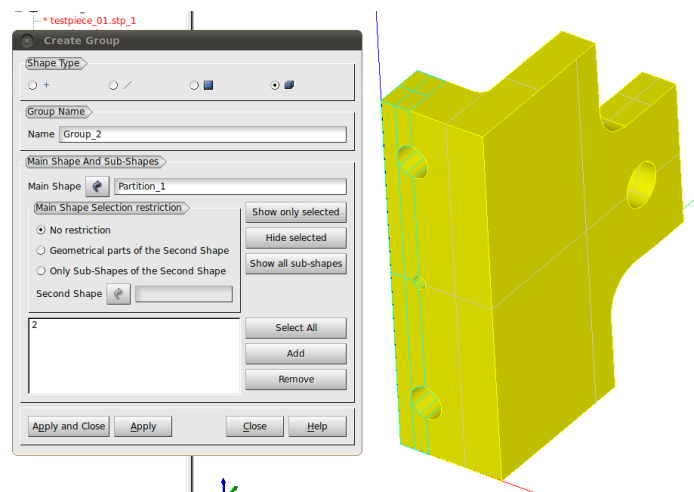 * testpiece_01.stp_1
Create Group
Shape Type
Group Name
Name Group_2
Main Shape And Sub-Shapes
Main Shape Partition_1
Main Shape Selection restriction
No restriction
Geometrical parts of the Second Shape
Only Sub-Shapes of the Second Shape
Second Shape
Show only selected
Hide selected
Show all sub-shapes
2
Select All
Add
Remove
Apply and Close Apply Close Help